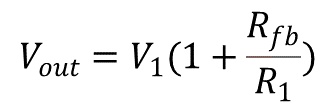 V_out = V_1(1 + R_fb/R_1)